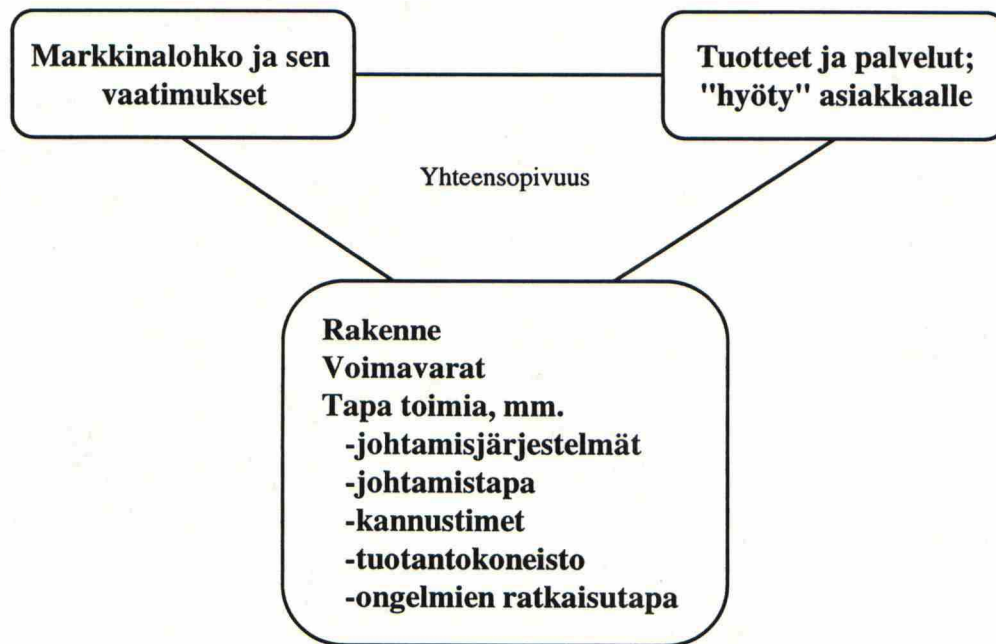 Markkinalohko ja sen
vaatimukset
Tuotteet ja palvelut;
"hyöty" asiakkaalle
Yhteensopivuus
Rakenne
Voimavarat
Tapa toimia, mm.
-johtamisjärjestelmät
-johtamistapa
-kannustimet
-tuotantokoneisto
-ongelmien ratkaisutapa